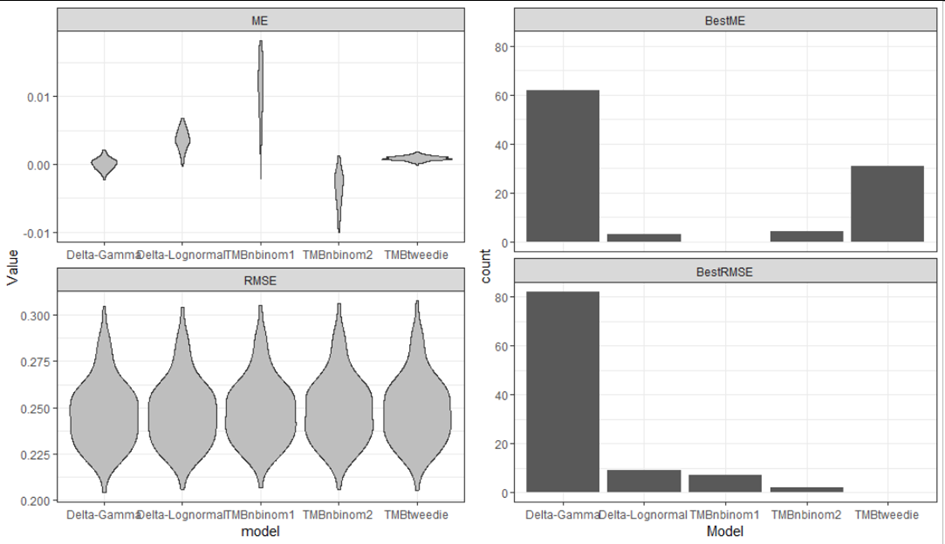 ME
0.01
0.00
-0.01
Delta-Gamma Delta-Lognormal TMBnbinom1 TMBnbinom2 TMBtweedie
Value
RMSE
0.300
0.275
0.250
0.225
0.200
Delta-Gamma Delta-Lognormal TMBnbinom1 TMBnbinom2 TMBtweedie
model
BestME
80
60
40
20
0
count
BestRMSE
80
60
40
20
0
Delta-Gamma Delta-Lognormal TMBnbinom1 TMBnbinom2 TMBtweedie
Model